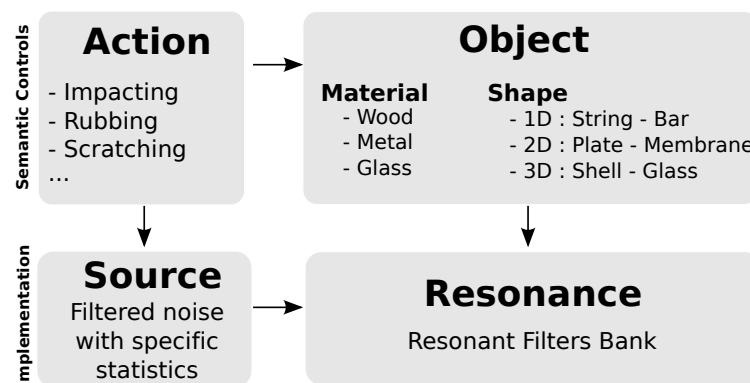 Semantic Controls
Action
- Impacting
- Rubbing
- Scratching
...
Object
Material
- Wood
- Metal
- Glass
Shape
- 1D : String - Bar
- 2D : Plate - Membrane
- 3D : Shell - Glass
mplementation
Source
Filtered noise
with specific
statistics
Resonance
Resonant Filters Bank